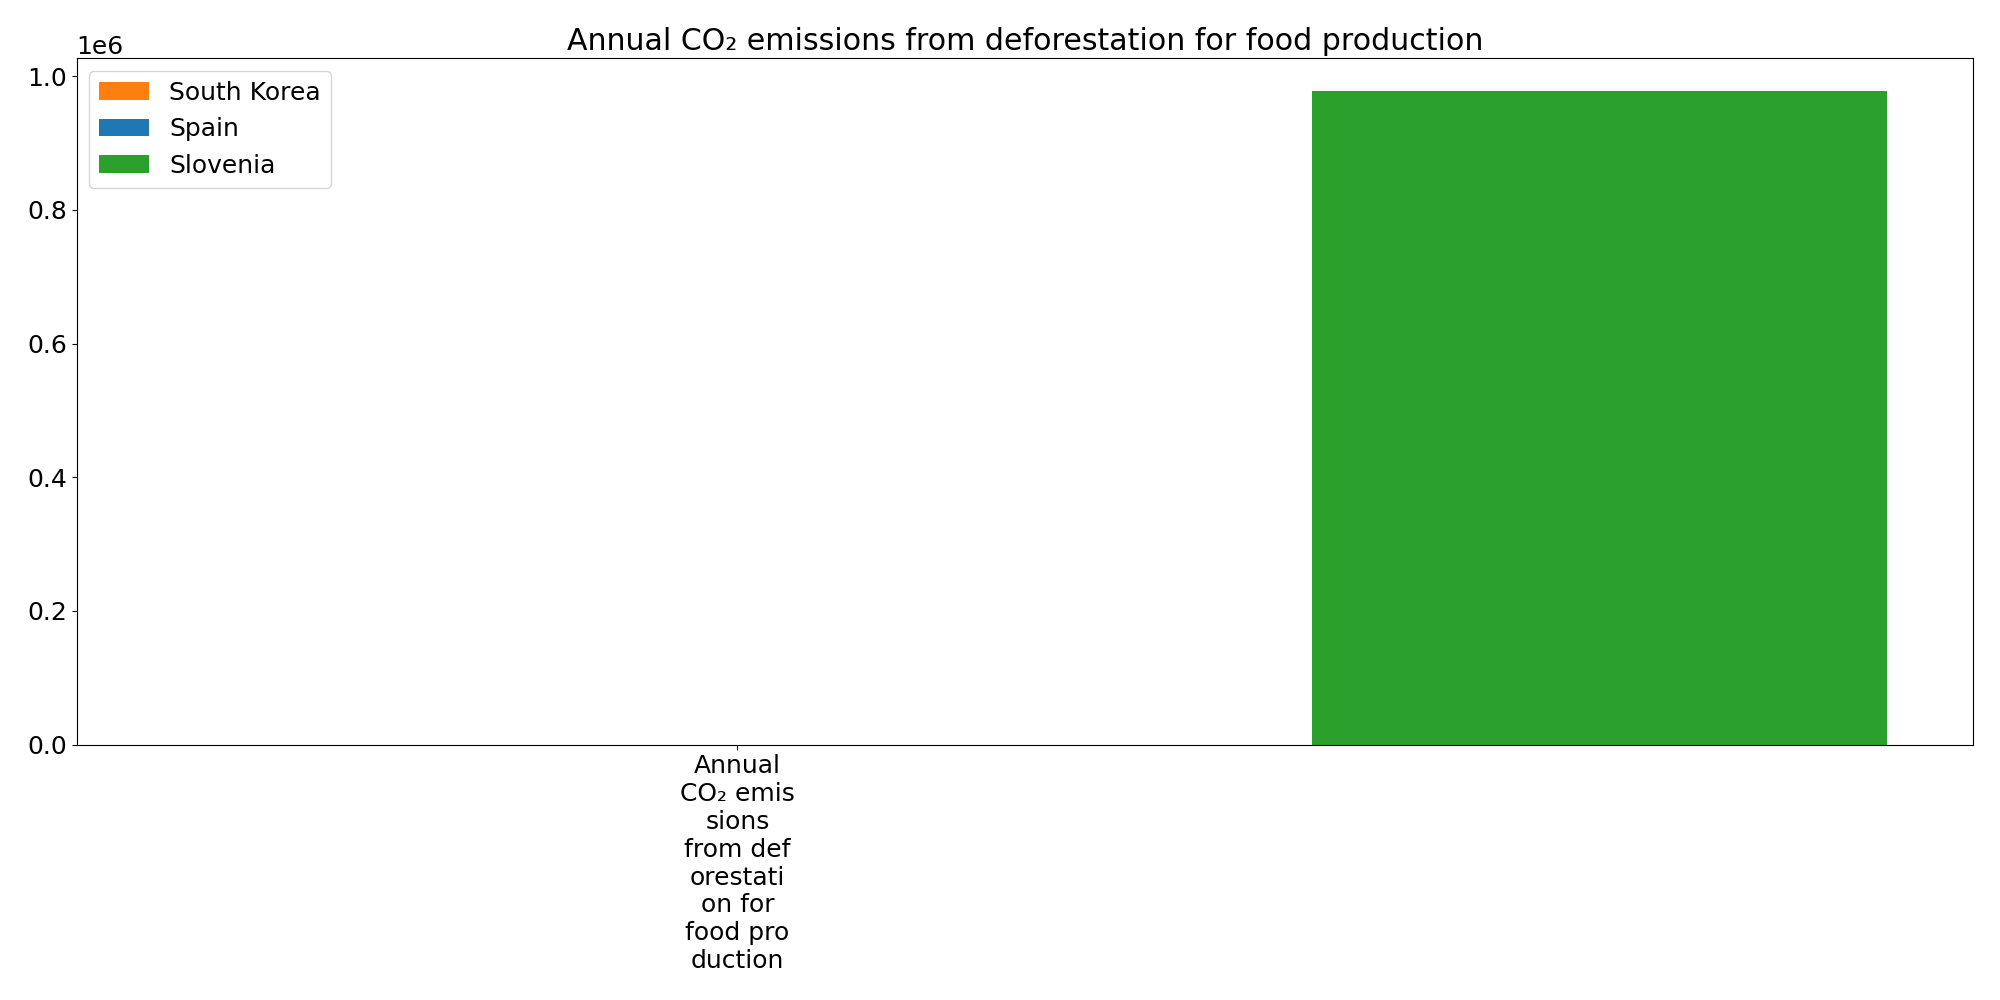 Annual CO₂ emissions from deforestation for food production
1e6
1.0
0.8
0.6
0.4
0.2
0.0
South Korea
Spain
Slovenia
Annual
CO₂ emis
sions
from def
orestati
on for
food pro
duction